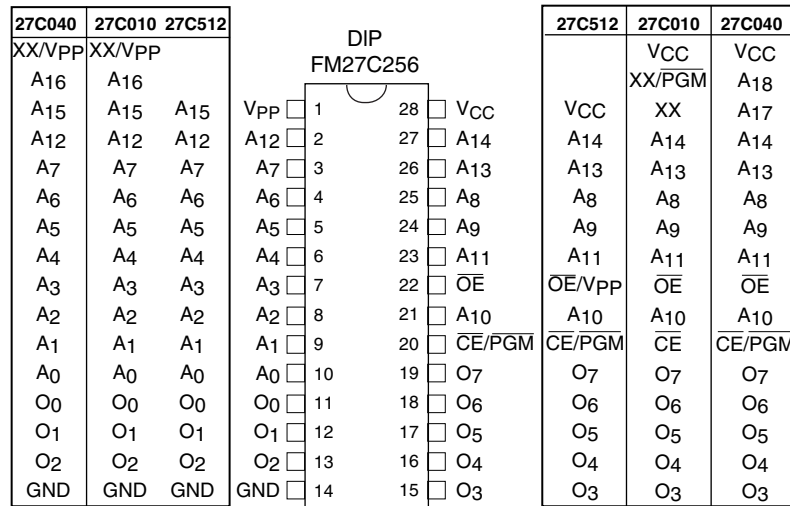 27C040 27C010 27C512 DIP 27C512 27C010 27C040
XX/VPP XX/VPP FM27C256 VCC VCC
A16 A16 XX/PGM A18
A15 A15 A15 VPP 1 28 VCC VCC XX A17
A12 A12 A12 A12 2 27 A14 A14 A14 A14
A7 A7 A7 A7 3 26 A13 A13 A13 A13
A6 A6 A6 A6 4 25 A8 A8 A8 A8
A5 A5 A5 A5 5 24 A9 A9 A9 A9
A4 A4 A4 A4 6 23 A11 A11 A11 A11
A3 A3 A3 A3 7 22 OE OE/VPP OE OE
A2 A2 A2 A2 8 21 A10 A10 A10 A10
A1 A1 A1 A1 9 20 CE/PGM CE/PGM CE CE/PGM
A0 A0 A0 A0 10 19 O7 O7 O7 O7
O0 O0 O0 O0 11 18 O6 O6 O6 O6
O1 O1 O1 O1 12 17 O5 O5 O5 O5
O2 O2 O2 O2 13 16 O4 O4 O4 O4
GND GND GND GND 14 15 O3 O3 O3 O3